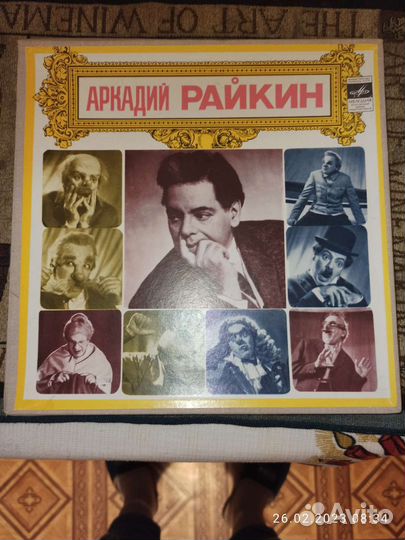 THE ART OF WINEMA
АРКАДИЙ РАЙКИН
МЕЛОДИЯ
26.02.2023 08:34
Avito